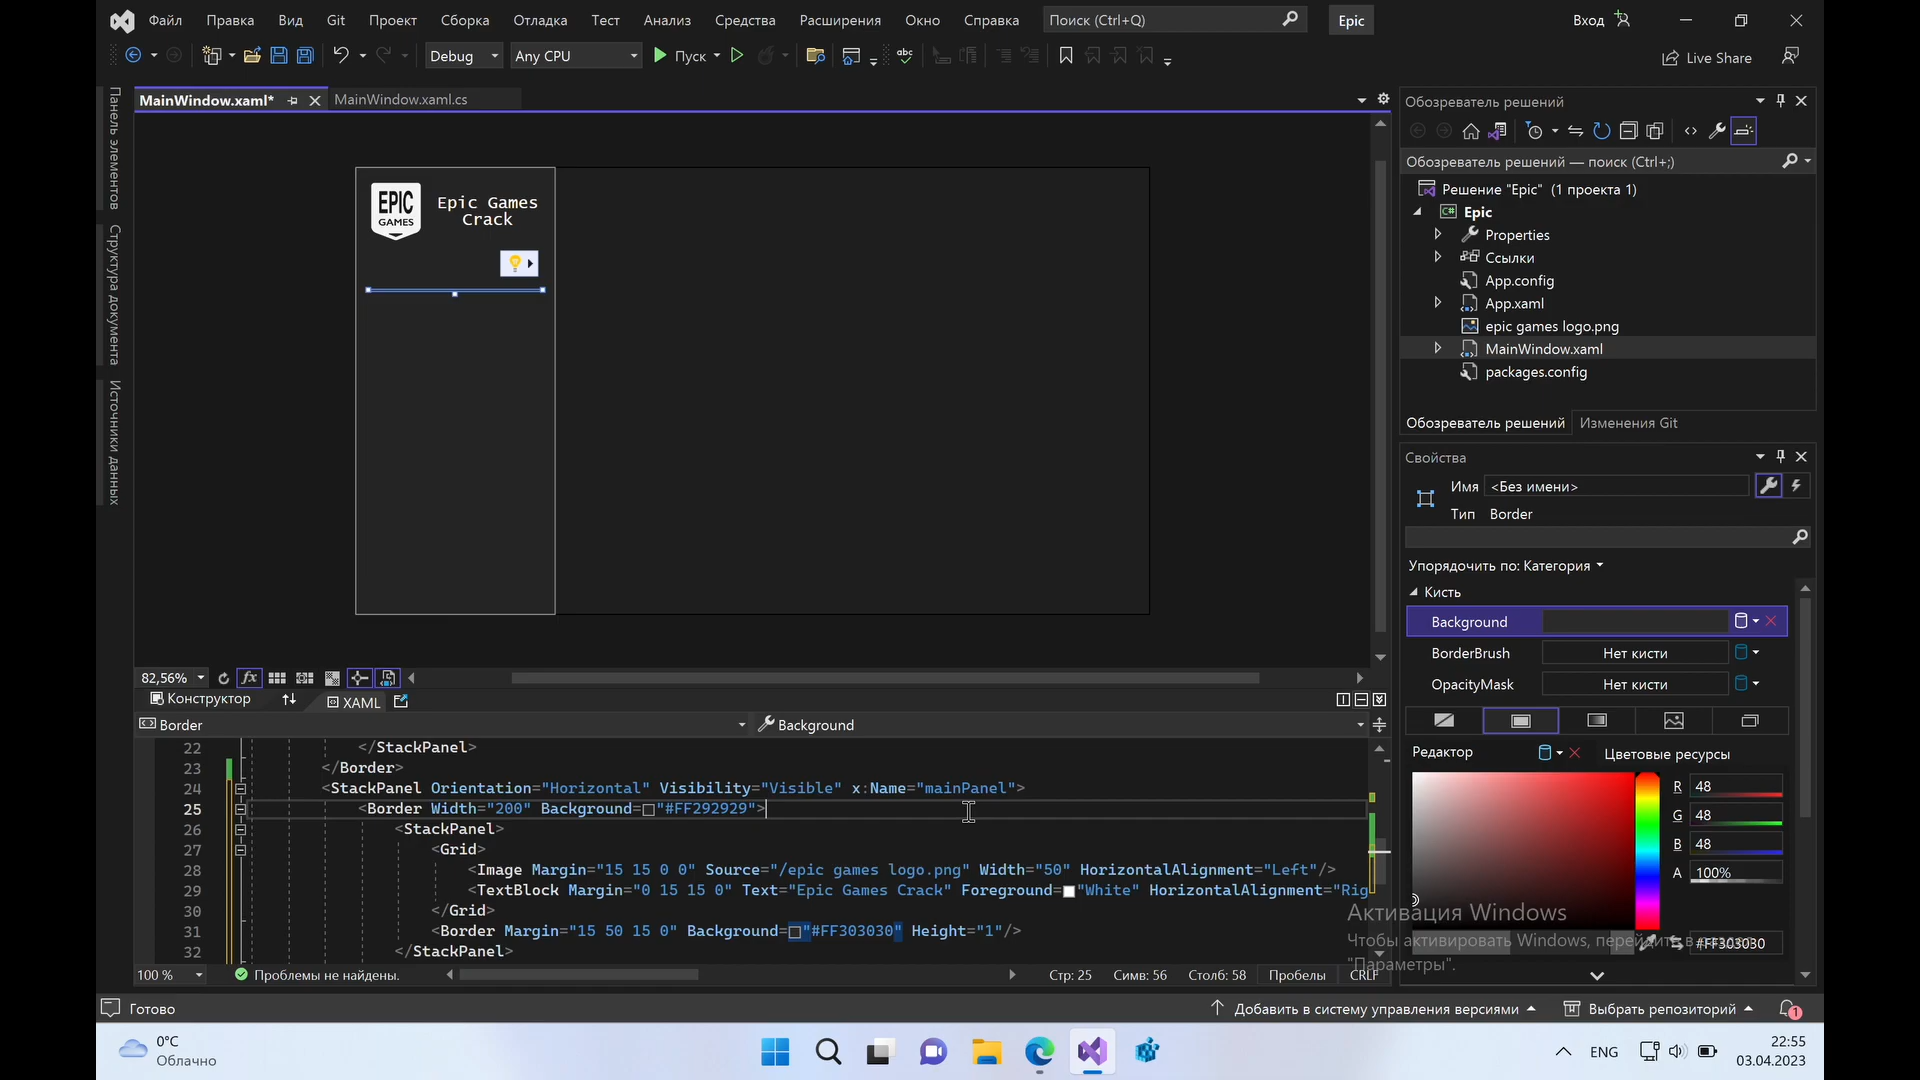 Файл Правка Вид Git Проект Сборка Отладка Тест Анализ Средства Расширения Окно Справка Поиск (Ctrl+Q) Epic Вход
Debug Any CPU Пуск Live Share
Панель элементов
Структура документа
Источники данных
MainWindow.xaml* MainWindow.xaml.cs
EPIC
GAMES
Epic Games
Crack
82,56%
Конструктор XAML
Border Background
22 </StackPanel>
23 </Border>
24 <StackPanel Orientation="Horizontal" Visibility="Visible" x:Name="mainPanel">
25 <Border Width="200" Background="#FF292929">
26 <StackPanel>
27 <Grid>
28 <Image Margin="15 15 0 0" Source="/epic games logo.png" Width="50" HorizontalAlignment="Left"/>
29 <TextBlock Margin="0 15 15 0" Text="Epic Games Crack" Foreground="White" HorizontalAlignment="Rig
30 </Grid>
31 <Border Margin="15 50 15 0" Background="#FF303030" Height="1"/>
32 </StackPanel>
100 % Проблемы не найдены. Стр: 25 Симв: 56 Столб: 58 Пробелы CRLF
Обозреватель решений
Обозреватель решений — поиск (Ctrl+;)
Решение "Epic" (1 проекта 1)
C# Epic
Properties
Ссылки
App.config
App.xaml
epic games logo.png
MainWindow.xaml
packages.config
Обозреватель решений Изменения Git
Свойства
Имя <Без имени>
Тип Border
Упорядочить по: Категория
Кисть
Background
BorderBrush Нет кисти
OpacityMask Нет кисти
Редактор Цветовые ресурсы
R 48
G 48
B 48
A 100%
#FF303030
Активация Windows
Чтобы активировать Windows, перейдите в раздел
"Параметры".
Готово Добавить в систему управления версиями Выбрать репозиторий 1
0°C
Облачно
ENG
22:55
03.04.2023